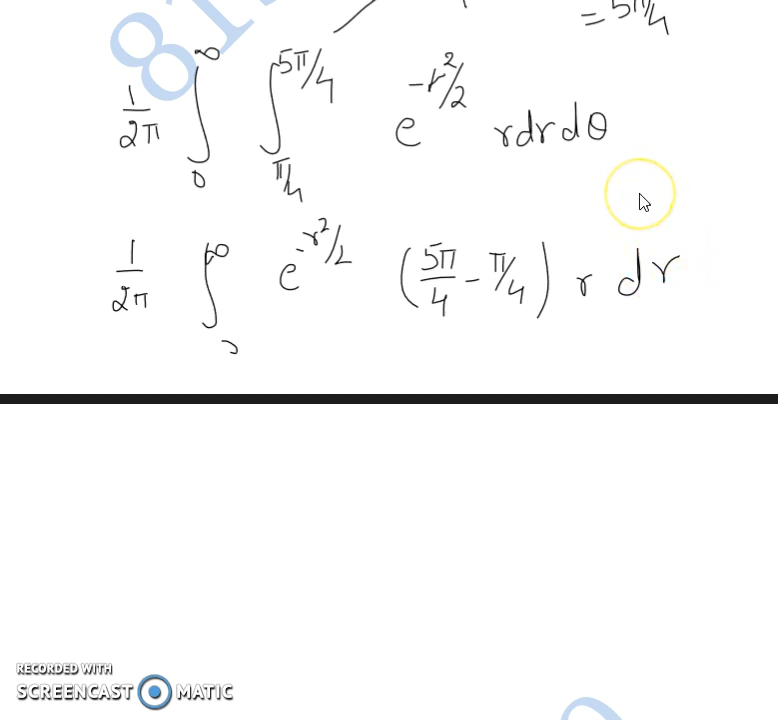 = 5π/4
1/2π ∫₀^∞ ∫_{π/4}^{5π/4} e^{-r²/2} r dr dθ
1/2π ∫₀^∞ e^{-r²/2} (5π/4 - π/4) r dr
RECORDED WITH
SCREENCAST MATIC